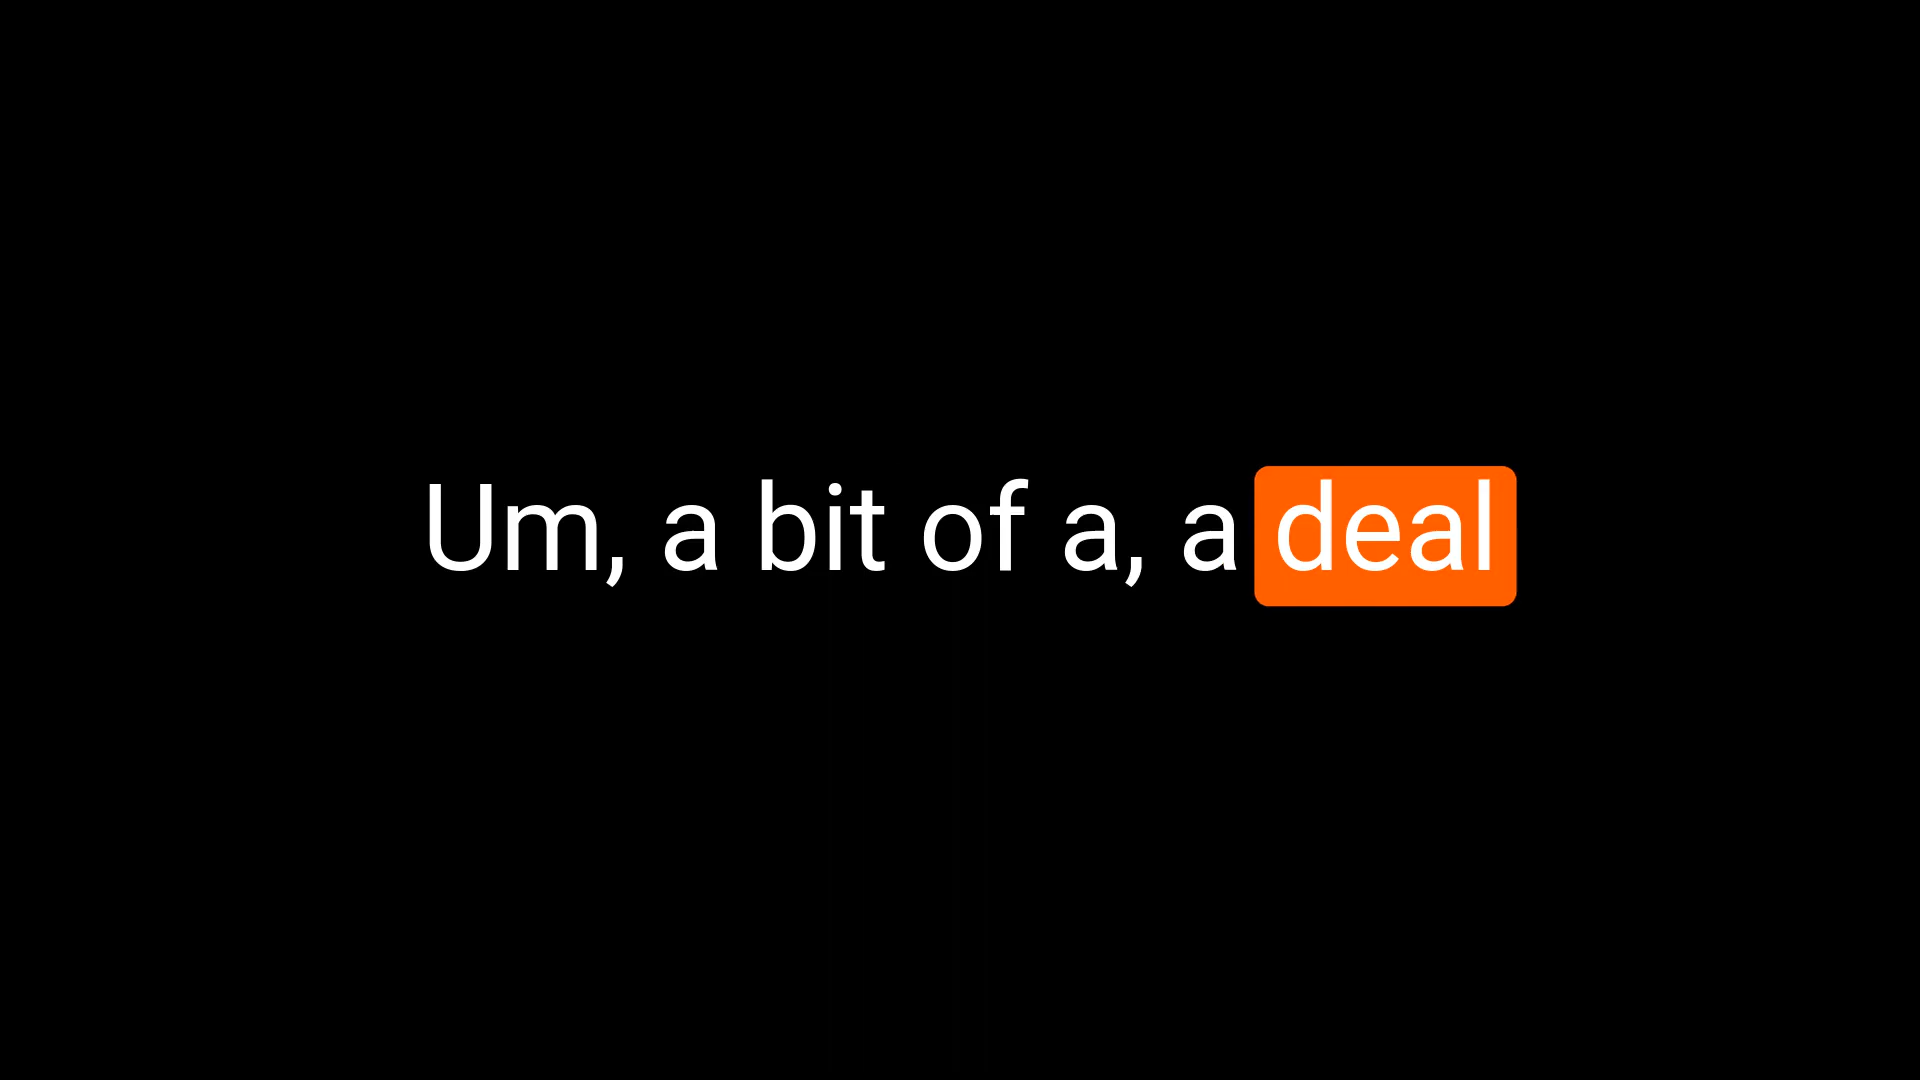 Um, a bit of a, a deal